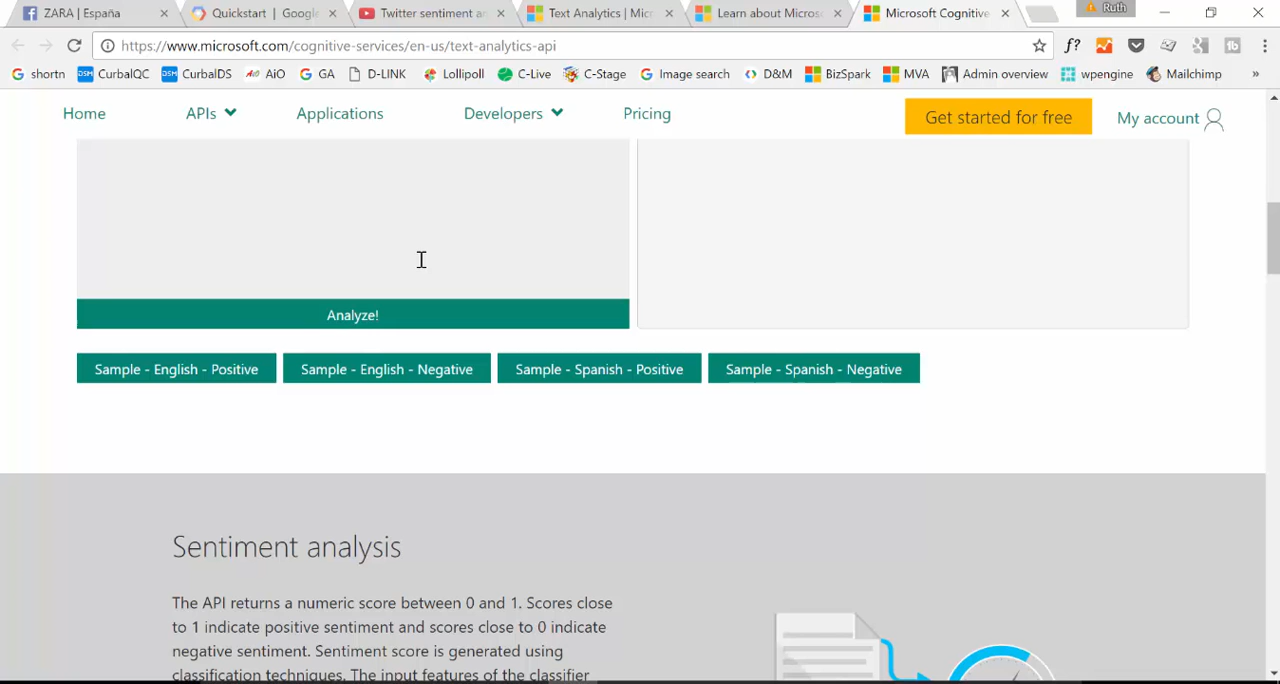 ZARA | España
Quickstart | Google
Twitter sentiment an
Text Analytics | Micr
Learn about Microso
Microsoft Cognitive
Ruth
https://www.microsoft.com/cognitive-services/en-us/text-analytics-api
f?
shortn
CurbalQC
CurbalDS
AiO
GA
C-LINK
Lollipoll
C-Live
C-Stage
Image search
D&M
BizSpark
MVA
Admin overview
wpengine
Mailchimp
»
Home
APIs
Applications
Developers
Pricing
Get started for free
My account
Analyze!
Sample - English - Positive
Sample - English - Negative
Sample - Spanish - Positive
Sample - Spanish - Negative
Sentiment analysis
The API returns a numeric score between 0 and 1. Scores close
to 1 indicate positive sentiment and scores close to 0 indicate
negative sentiment. Sentiment score is generated using
classification techniques. The input features of the classifier